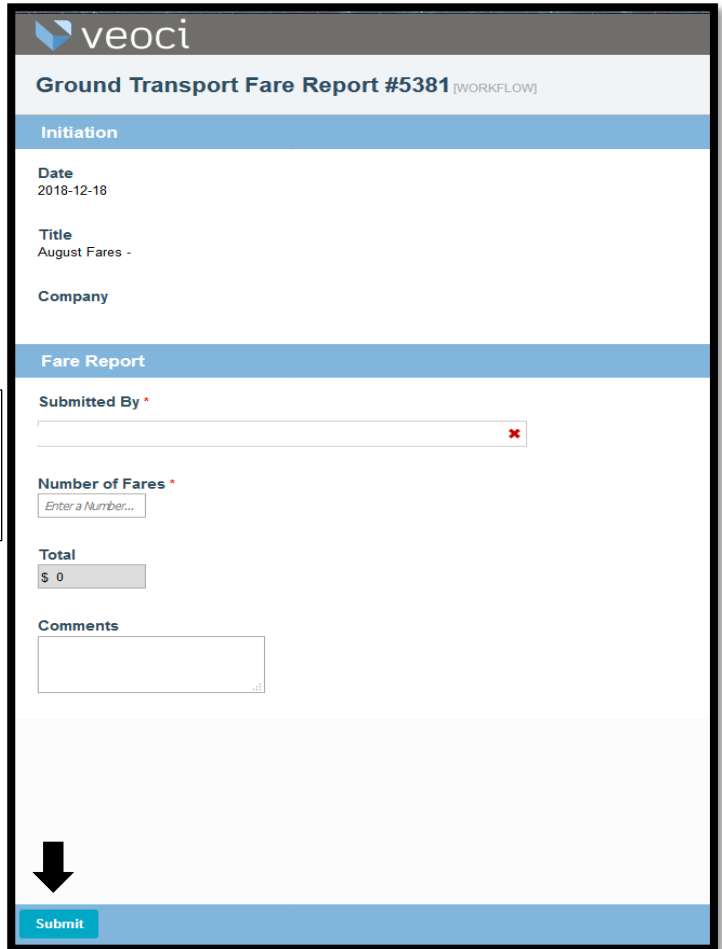 veoci
Ground Transport Fare Report #5381 [WORKFLOW]
Initiation
Date
2018-12-18
Title
August Fares -
Company
Fare Report
Submitted By *
Number of Fares *
Enter a Number...
Total
$ 0
Comments
Submit